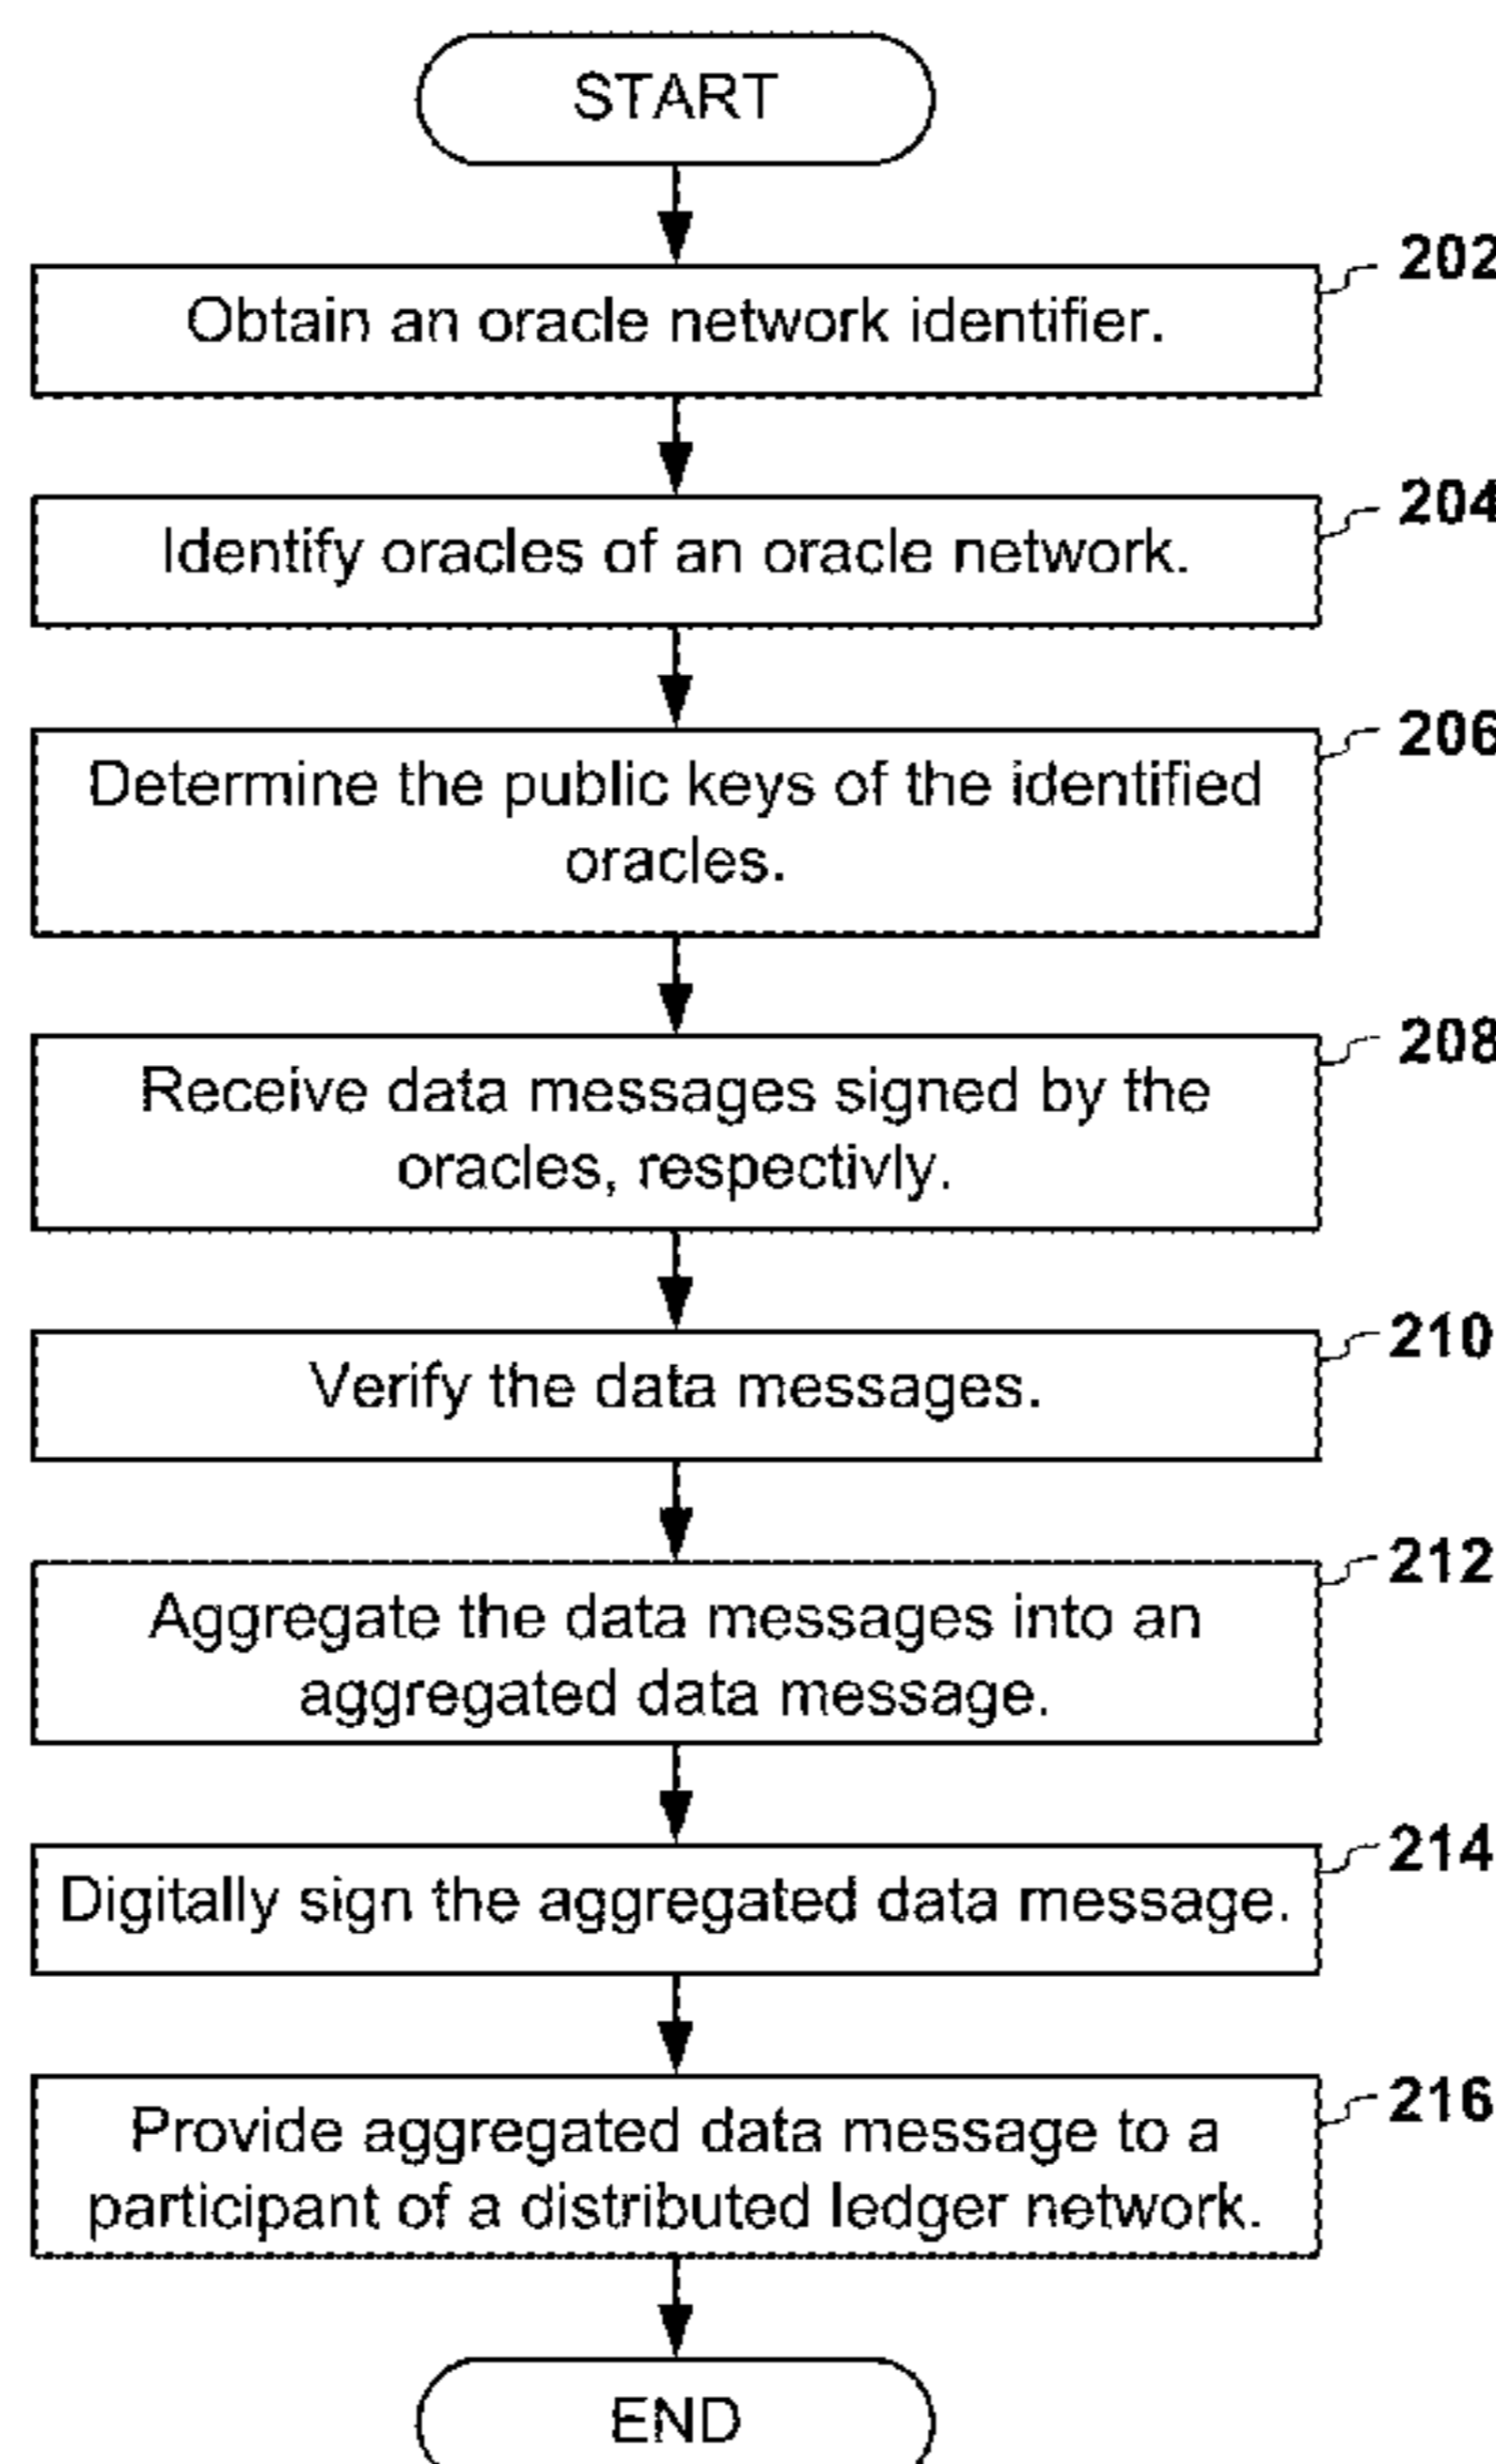 START
202
Obtain an oracle network identifier.
204
Identify oracles of an oracle network.
206
Determine the public keys of the identified
oracles.
208
Receive data messages signed by the
oracles, respectivly.
210
Verify the data messages.
212
Aggregate the data messages into an
aggregated data message.
214
Digitally sign the aggregated data message.
216
Provide aggregated data message to a
participant of a distributed ledger network.
END